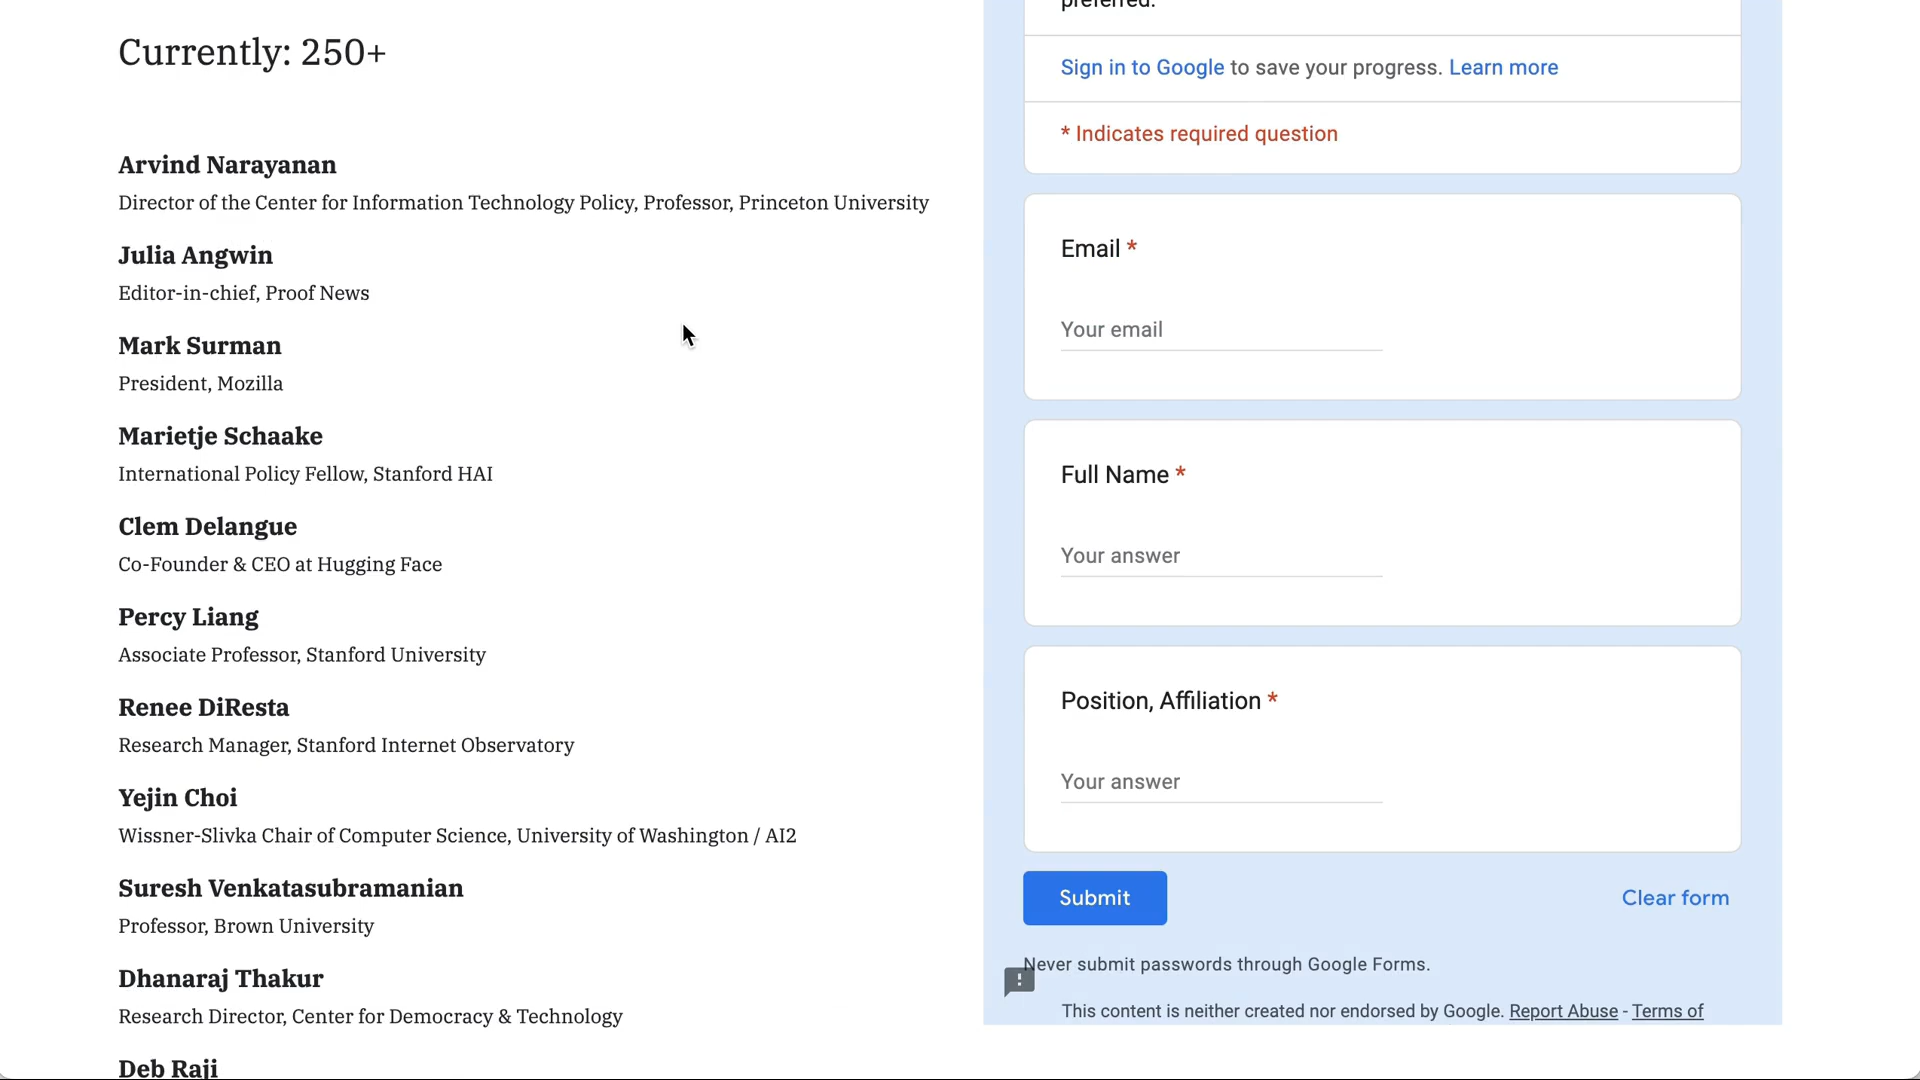 Currently: 250+
Arvind Narayanan
Director of the Center for Information Technology Policy, Professor, Princeton University
Julia Angwin
Editor-in-chief, Proof News
Mark Surman
President, Mozilla
Marietje Schaake
International Policy Fellow, Stanford HAI
Clem Delangue
Co-Founder & CEO at Hugging Face
Percy Liang
Associate Professor, Stanford University
Renee DiResta
Research Manager, Stanford Internet Observatory
Yejin Choi
Wissner-Slivka Chair of Computer Science, University of Washington / AI2
Suresh Venkatasubramanian
Professor, Brown University
Dhanaraj Thakur
Research Director, Center for Democracy & Technology
Deb Raji
preferred.
Sign in to Google to save your progress. Learn more
* Indicates required question
Email *
Your email
Full Name *
Your answer
Position, Affiliation *
Your answer
Submit
Clear form
Never submit passwords through Google Forms.
This content is neither created nor endorsed by Google. Report Abuse - Terms of